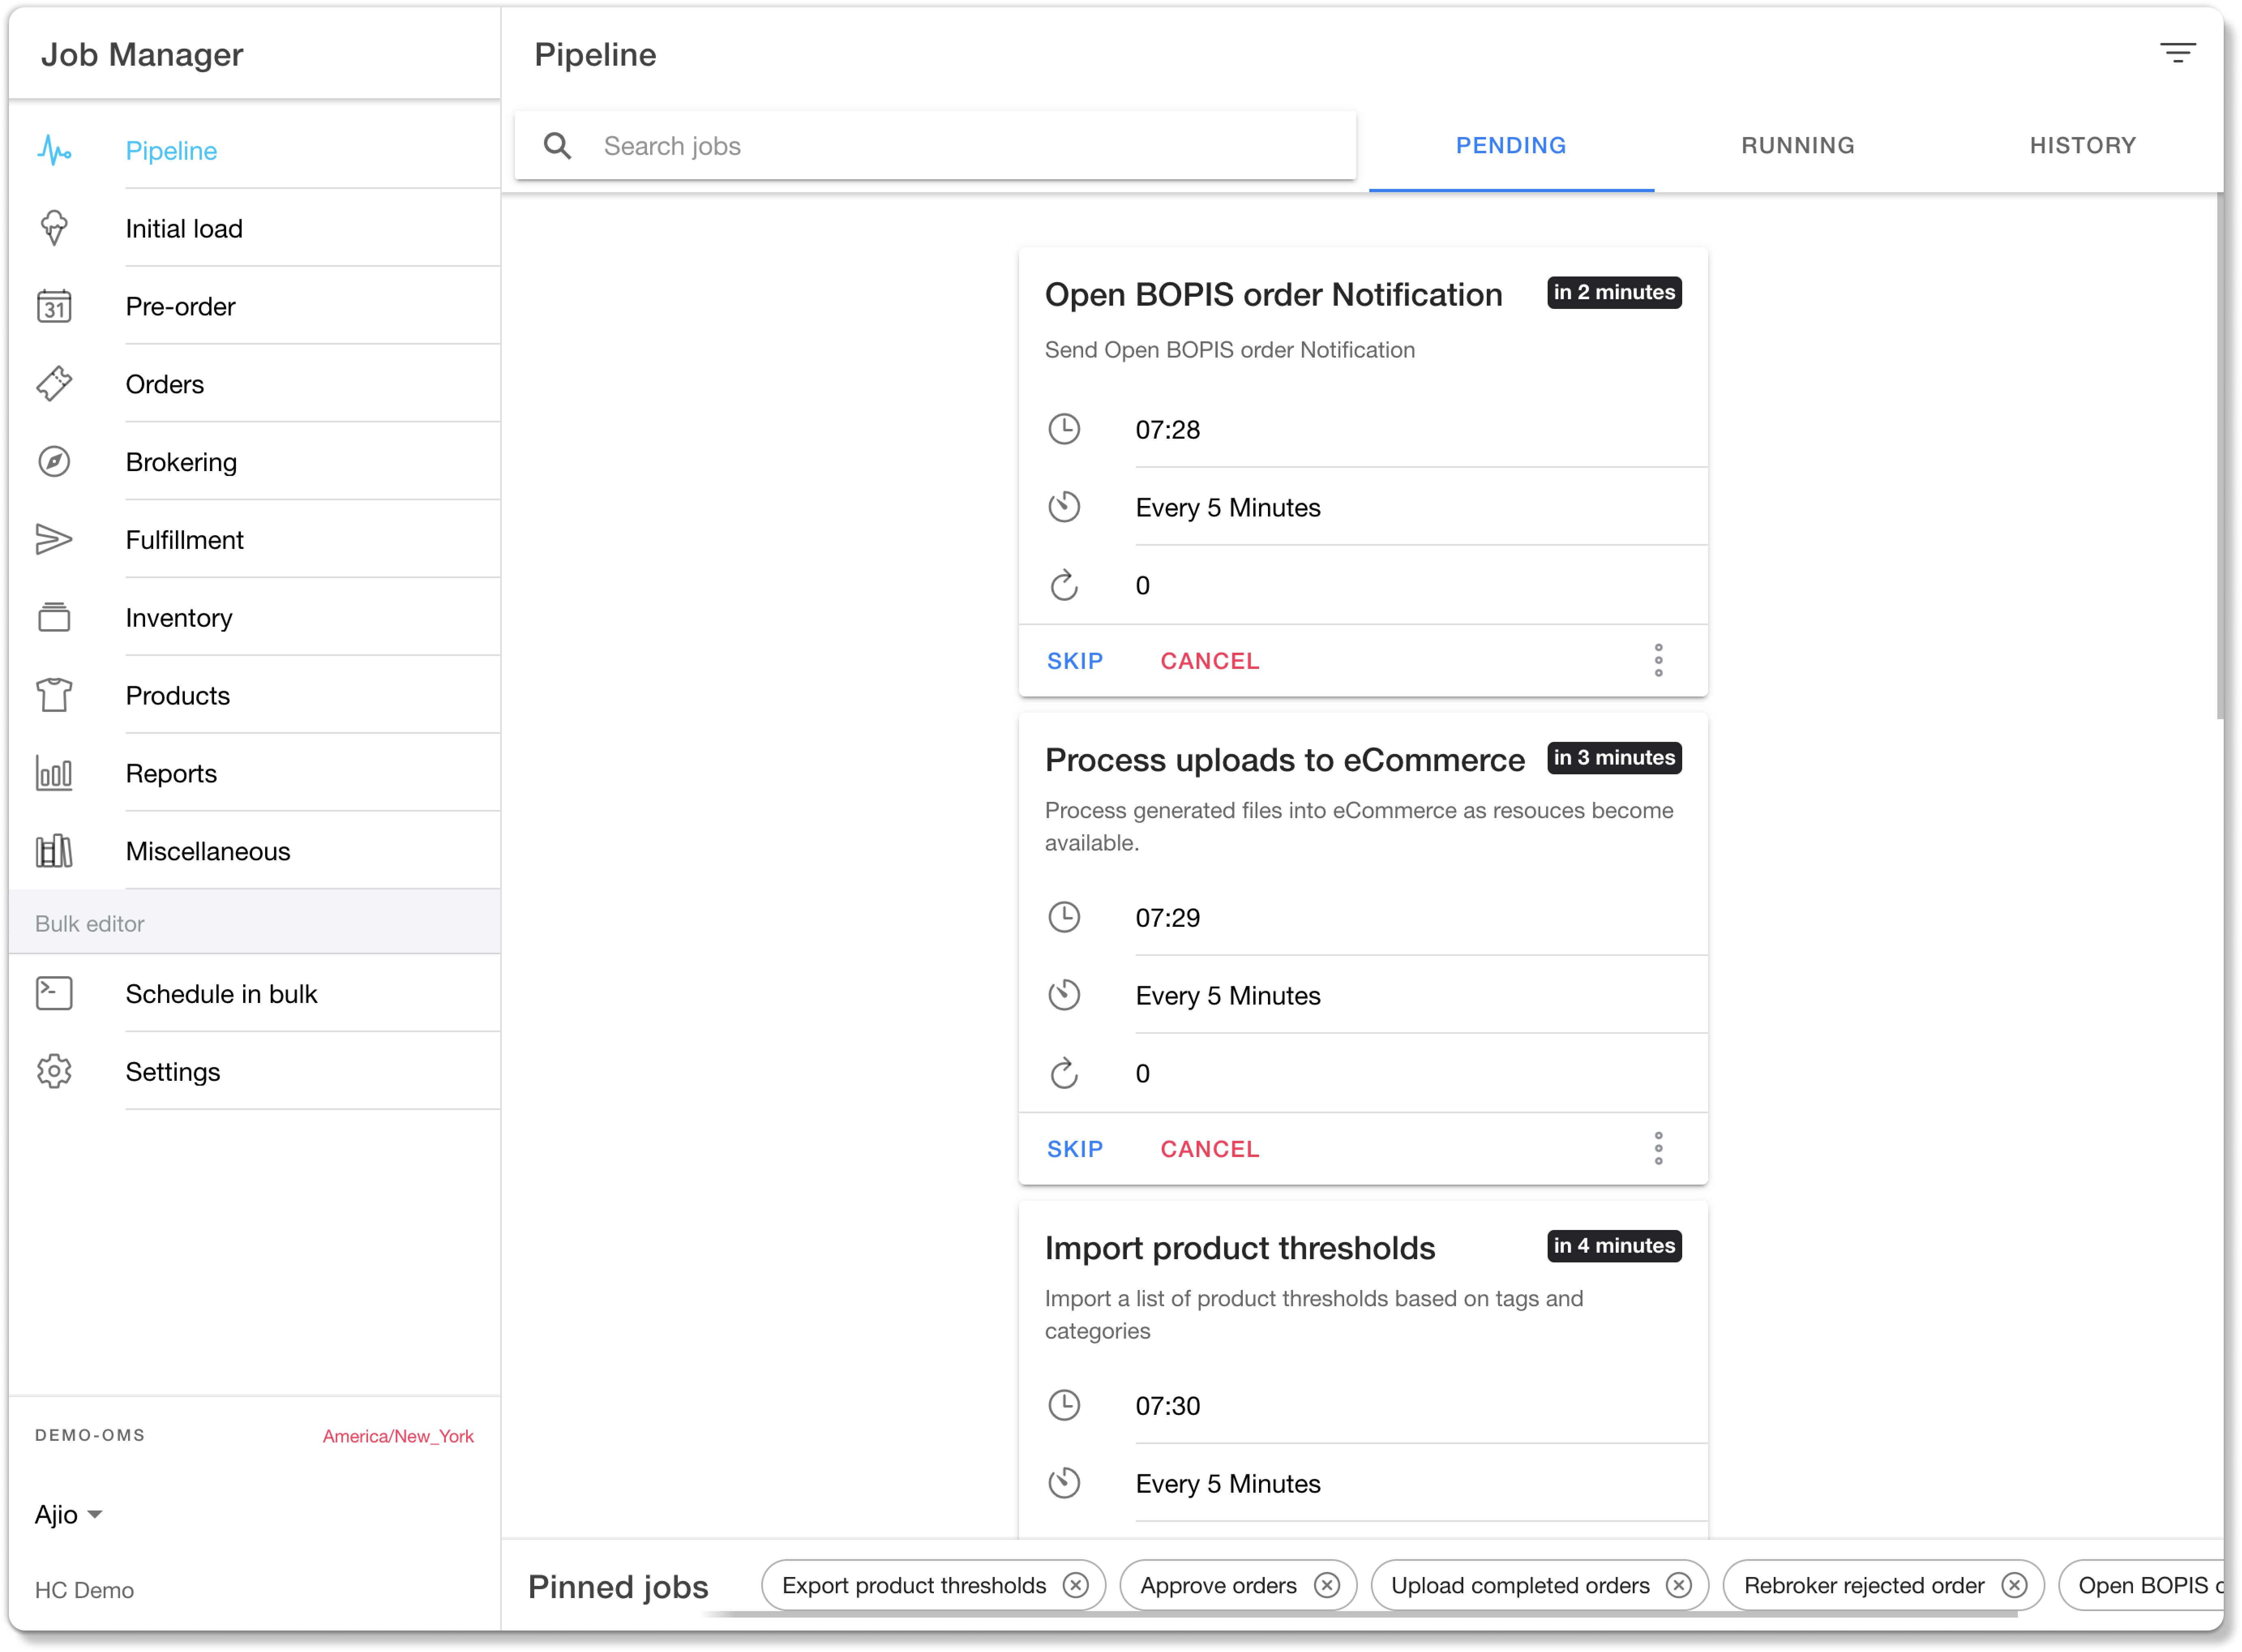 Job Manager
Pipeline
Initial load
31
Pre-order
Orders
Brokering
Fulfillment
Inventory
Products
Reports
Miscellaneous
Bulk editor
Schedule in bulk
Settings
DEMO-OMS
America/New_York
Ajio
HC Demo
Pipeline
Search jobs
PENDING
RUNNING
HISTORY
Open BOPIS order Notification
in 2 minutes
Send Open BOPIS order Notification
07:28
Every 5 Minutes
0
SKIP
CANCEL
Process uploads to eCommerce
in 3 minutes
Process generated files into eCommerce as resouces become
available.
07:29
Every 5 Minutes
0
SKIP
CANCEL
Import product thresholds
in 4 minutes
Import a list of product thresholds based on tags and
categories
07:30
Every 5 Minutes
Pinned jobs
Export product thresholds
Approve orders
Upload completed orders
Rebroker rejected order
Open BOPIS